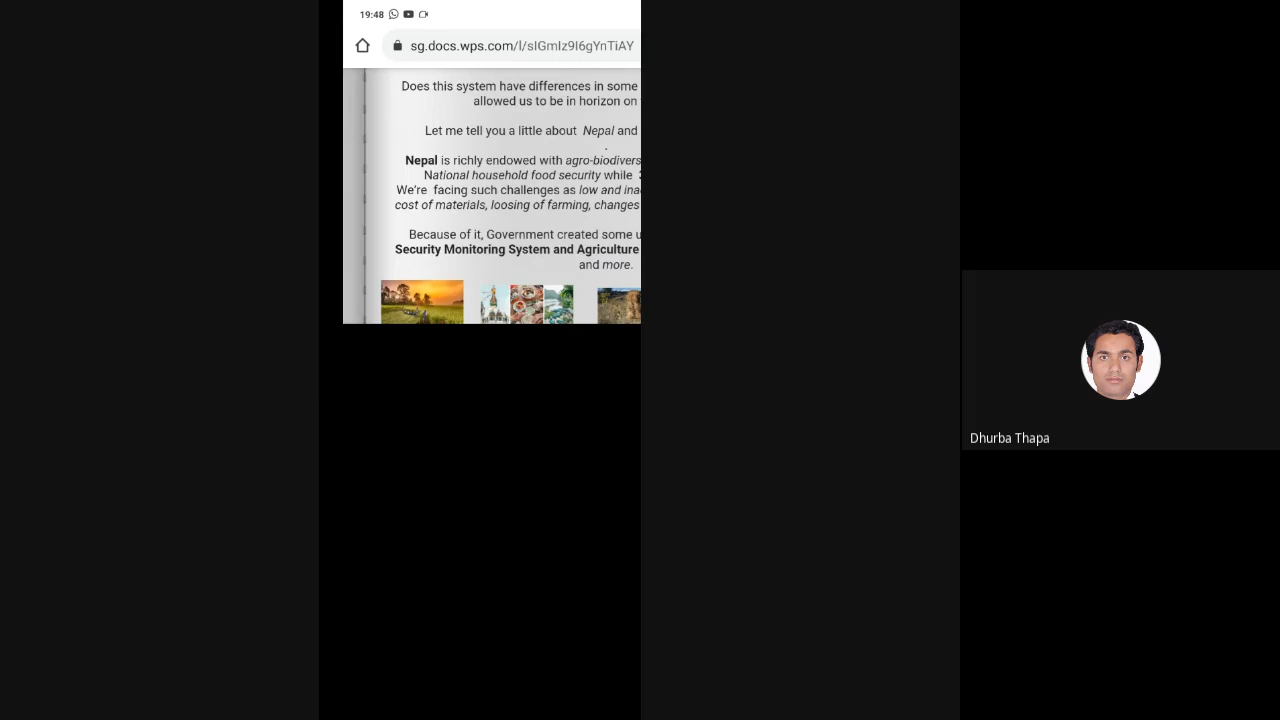 19:48
sg.docs.wps.com/l/sIGmIz9I6gYnTiAY
Does this system have differences in some
allowed us to be in horizon on
Let me tell you a little about Nepal and
.
Nepal is richly endowed with agro-biodivers
National household food security while
We're facing such challenges as low and ina
cost of materials, loosing of farming, changes
Because of it, Government created some u
Security Monitoring System and Agriculture
and more.
Dhurba Thapa